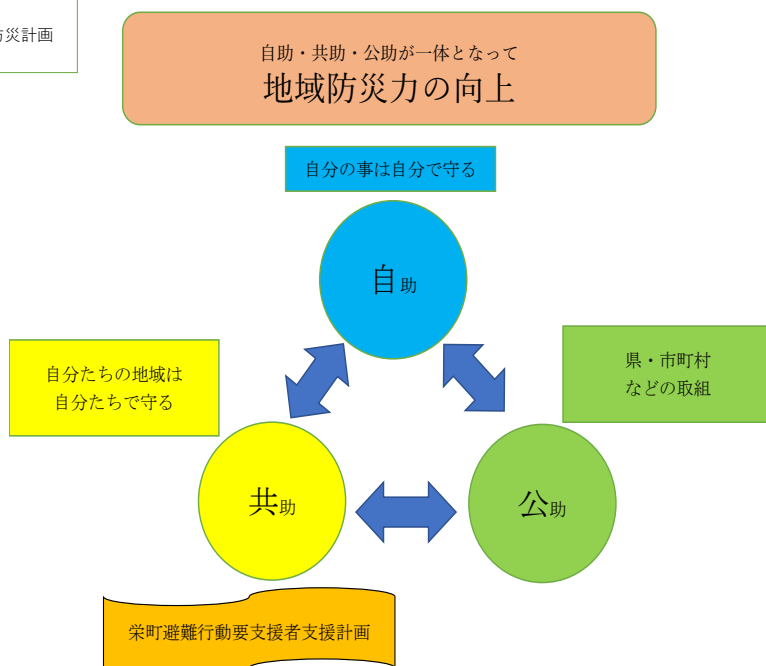 災計画
自助・共助・公助が一体となって
地域防災力の向上
自分の事は自分で守る
自助
自分たちの地域は
自分たちで守る
県・市町村
などの取組
共助
公助
栄町避難行動要支援者支援計画